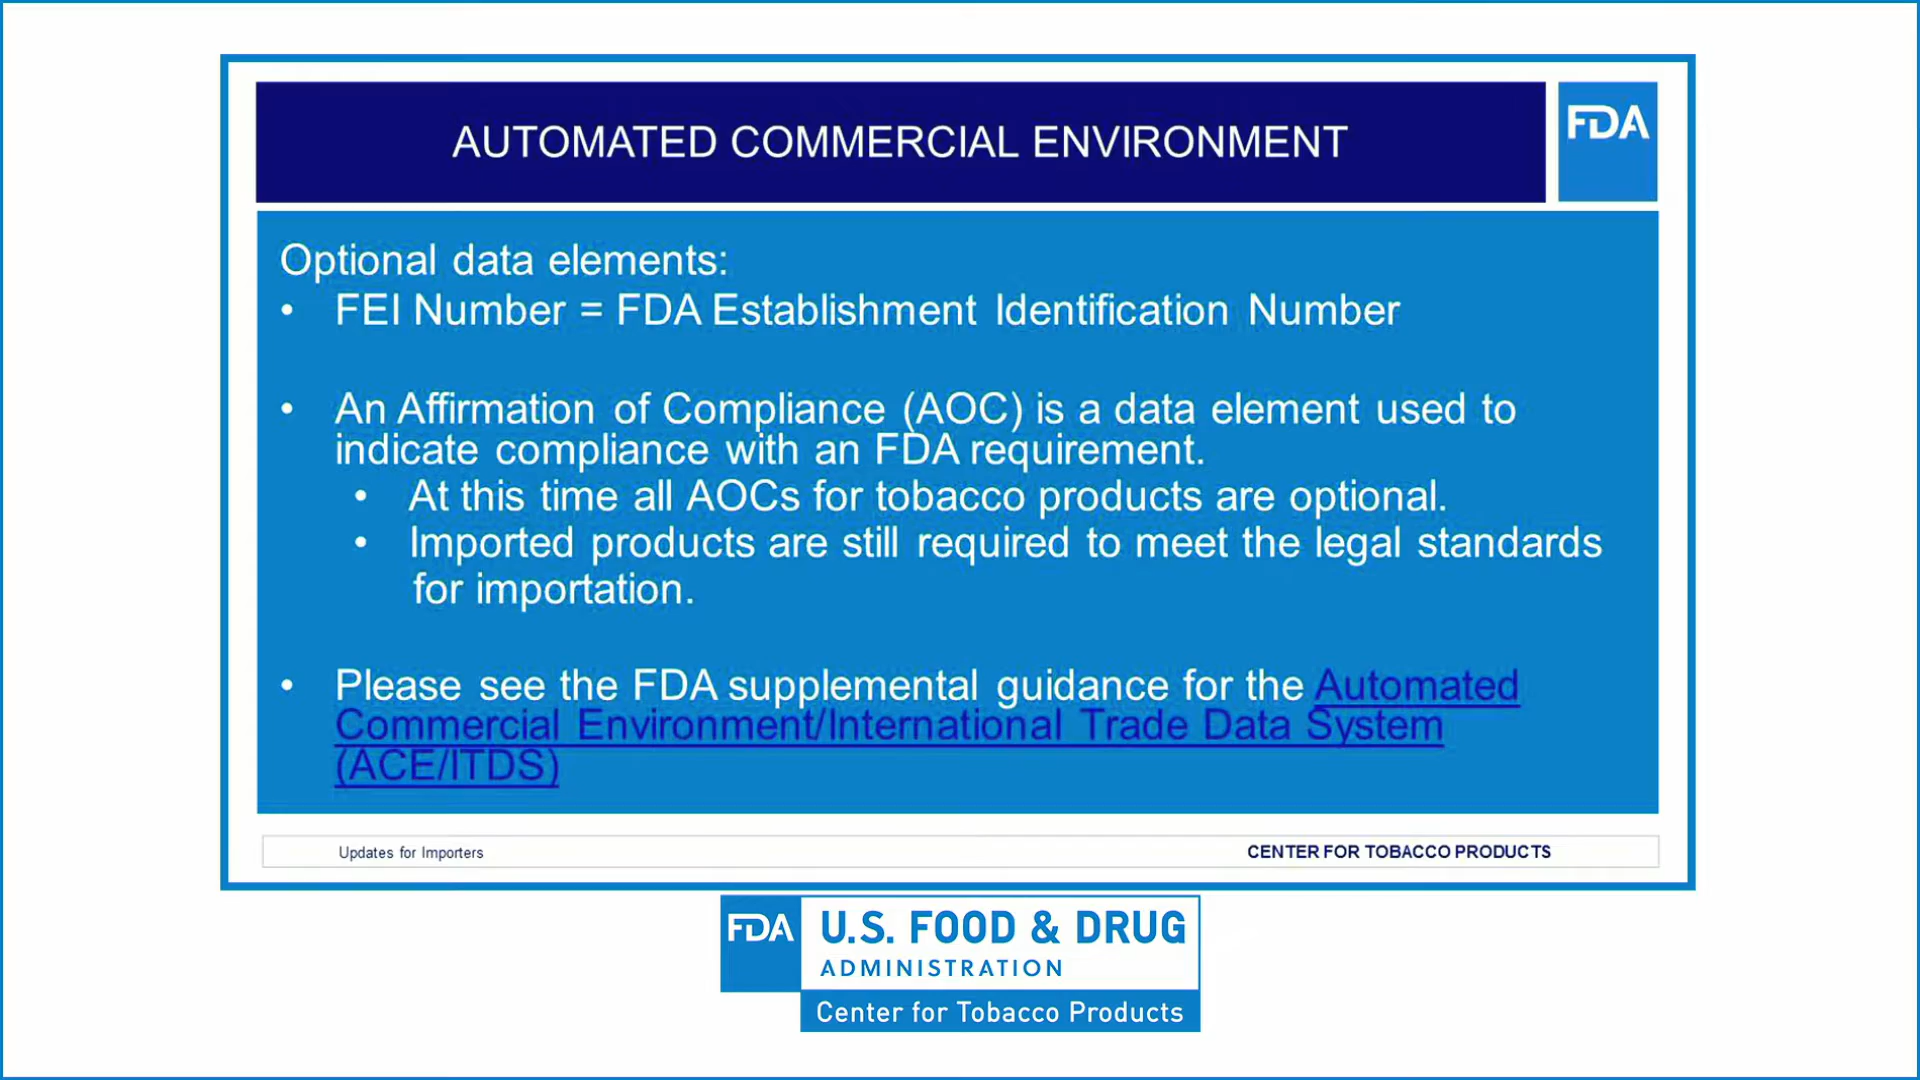 AUTOMATED COMMERCIAL ENVIRONMENT
FDA
Optional data elements:
• FEI Number = FDA Establishment Identification Number
• An Affirmation of Compliance (AOC) is a data element used to
indicate compliance with an FDA requirement.
• At this time all AOCs for tobacco products are optional.
• Imported products are still required to meet the legal standards
for importation.
• Please see the FDA supplemental guidance for the Automated
Commercial Environment/International Trade Data System
(ACE/ITDS)
Updates for Importers
CENTER FOR TOBACCO PRODUCTS
FDA
U.S. FOOD & DRUG
ADMINISTRATION
Center for Tobacco Products